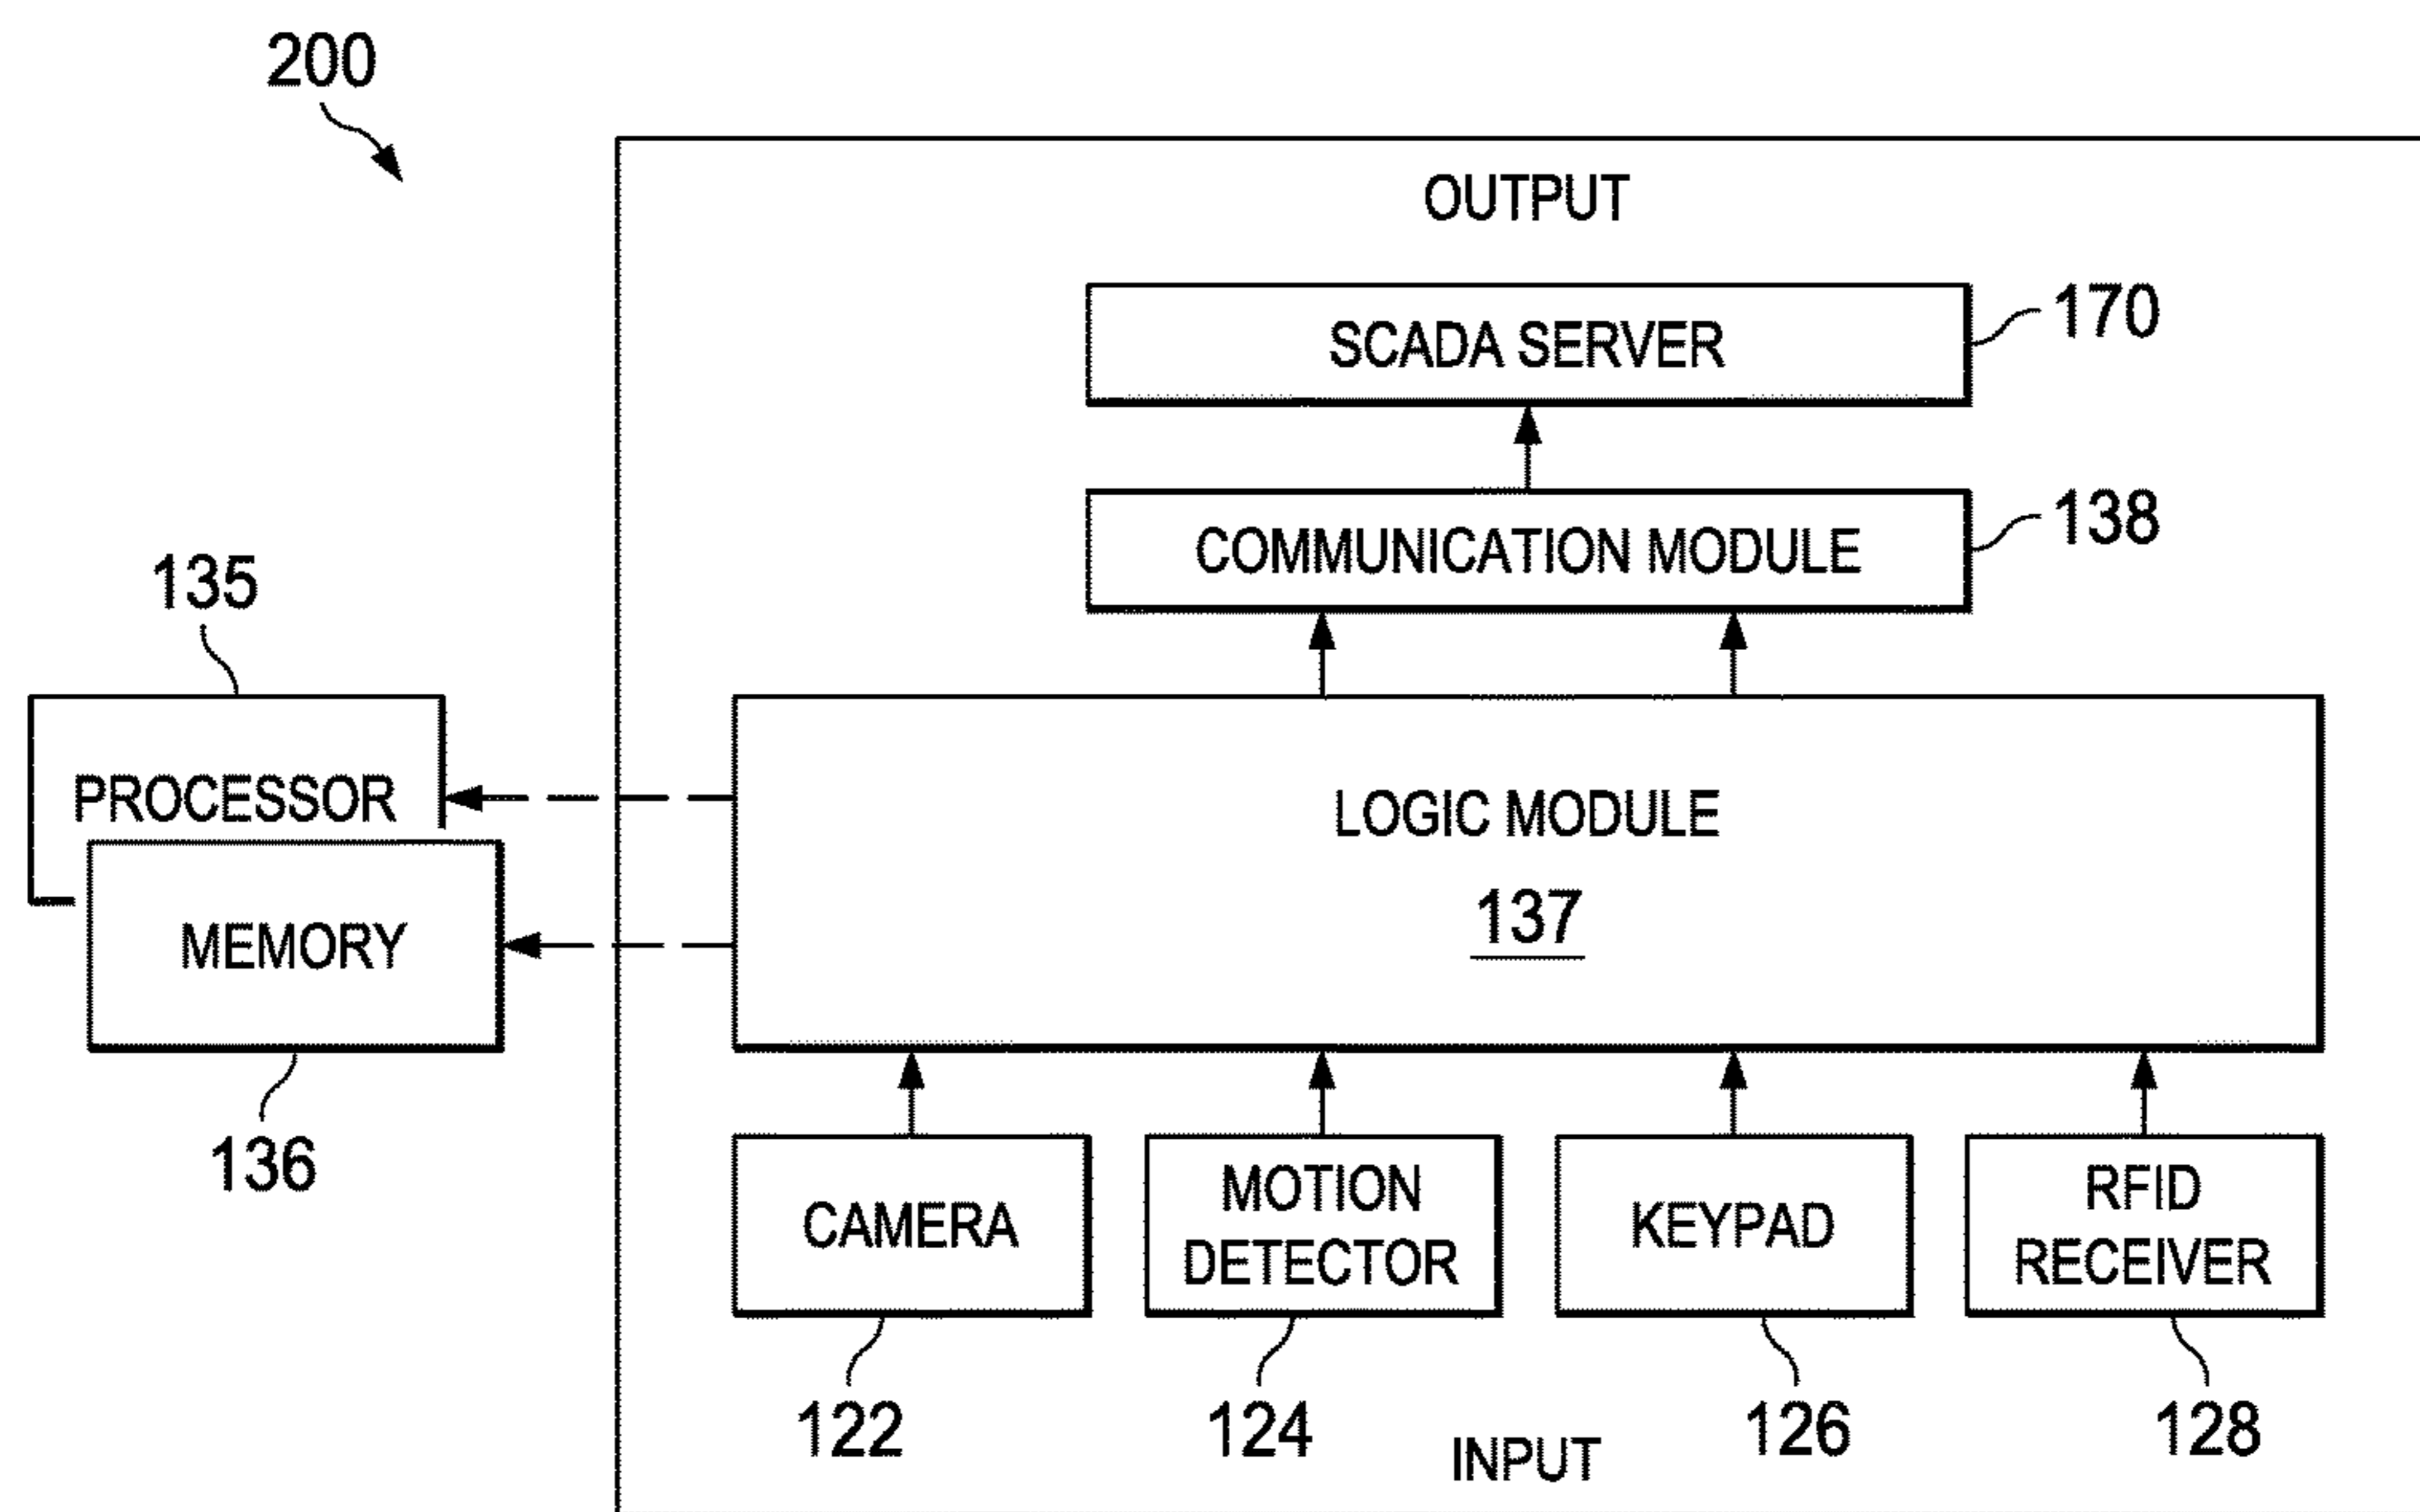 200
OUTPUT
SCADA SERVER
170
COMMUNICATION MODULE
138
135
PROCESSOR
MEMORY
136
LOGIC MODULE
137
CAMERA
MOTION
DETECTOR
KEYPAD
RFID
RECEIVER
122
124
126
128
INPUT